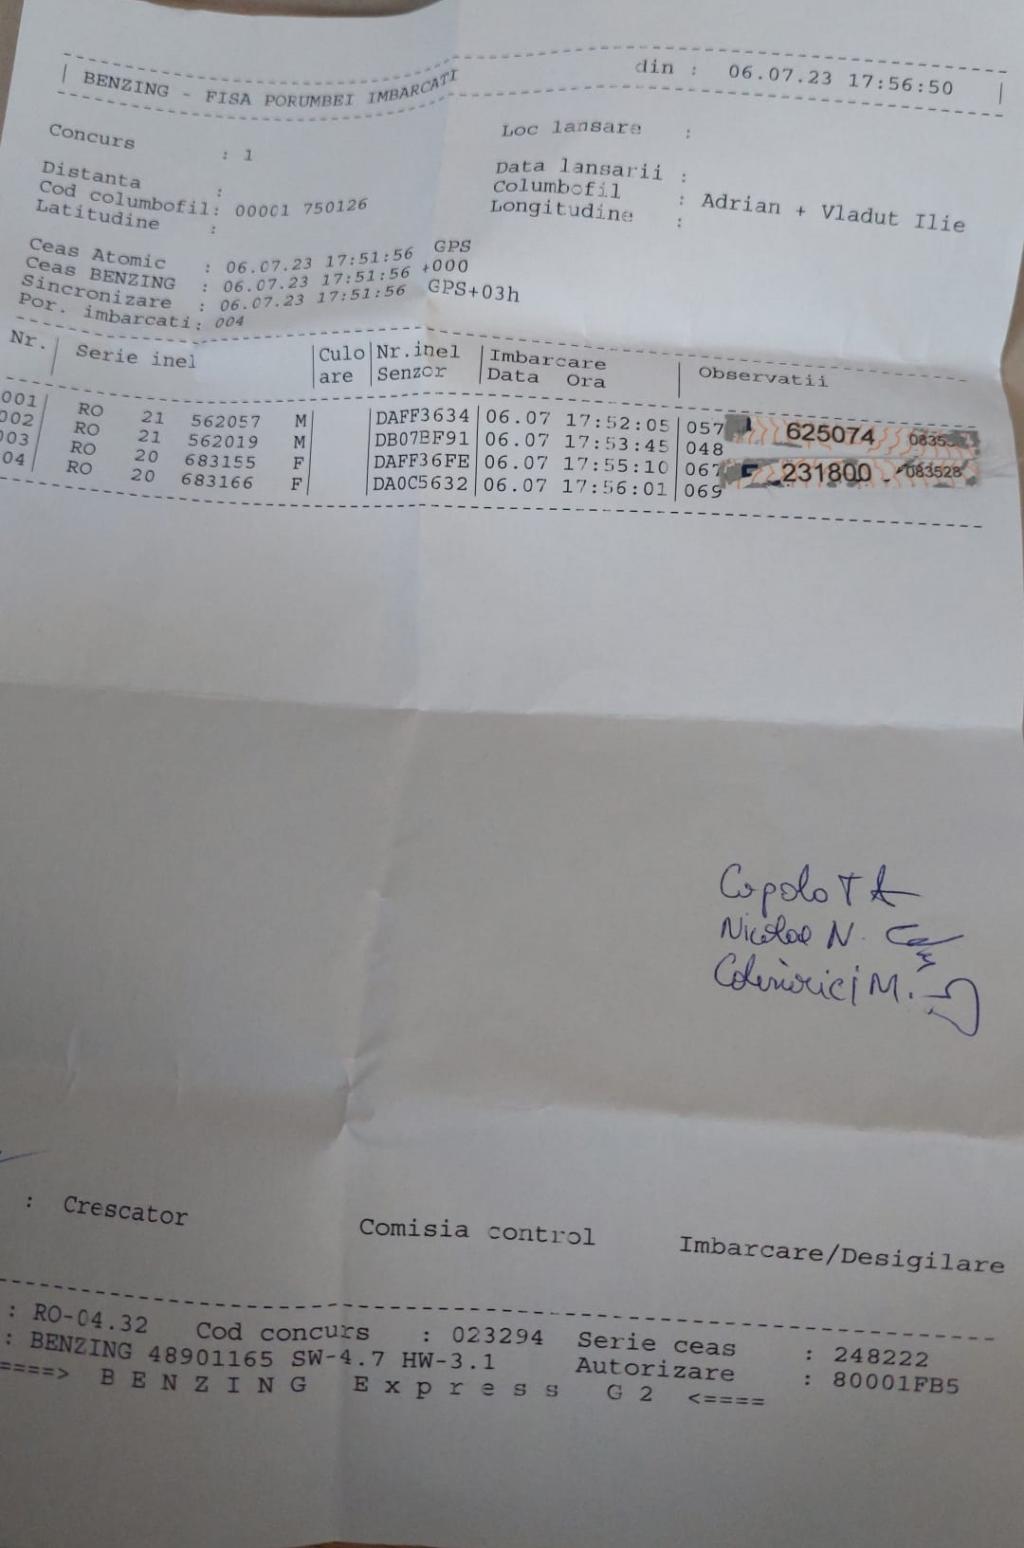 BENZING - FISA PORUMBEI IMBARCATI din : 06.07.23 17:56:50
Concurs : 1 Loc lansare :
Distanta : Data lansarii :
Cod columbofil: 00001 750126 Columbofil : Adrian + Vladut Ilie
Latitudine : Longitudine :
Ceas Atomic : 06.07.23 17:51:56 GPS
Ceas BENZING : 06.07.23 17:51:56 +000
Sincronizare : 06.07.23 17:51:56 GPS+03h
Por. imbarcati: 004
Nr. | Serie inel | Culo | Nr.inel | Imbarcare | Observatii
are | Senzor | Data Ora
001 | RO 21 562057 M | DAFF3634 | 06.07 17:52:05 | 057 625074
002 | RO 21 562019 M | DB07BF91 | 06.07 17:53:45 | 048
003 | RO 20 683155 F | DAFF36FE | 06.07 17:55:10 | 067 231800 083528
04 | RO 20 683166 F | DA0C5632 | 06.07 17:56:01 | 069
Nicolae N.
M.
: Crescator Comisia control Imbarcare/Desigilare
: RO-04.32 Cod concurs : 023294 Serie ceas : 248222
: BENZING 48901165 SW-4.7 HW-3.1 Autorizare : 80001FB5
====> B E N Z I N G E x p r e s s G 2 <====